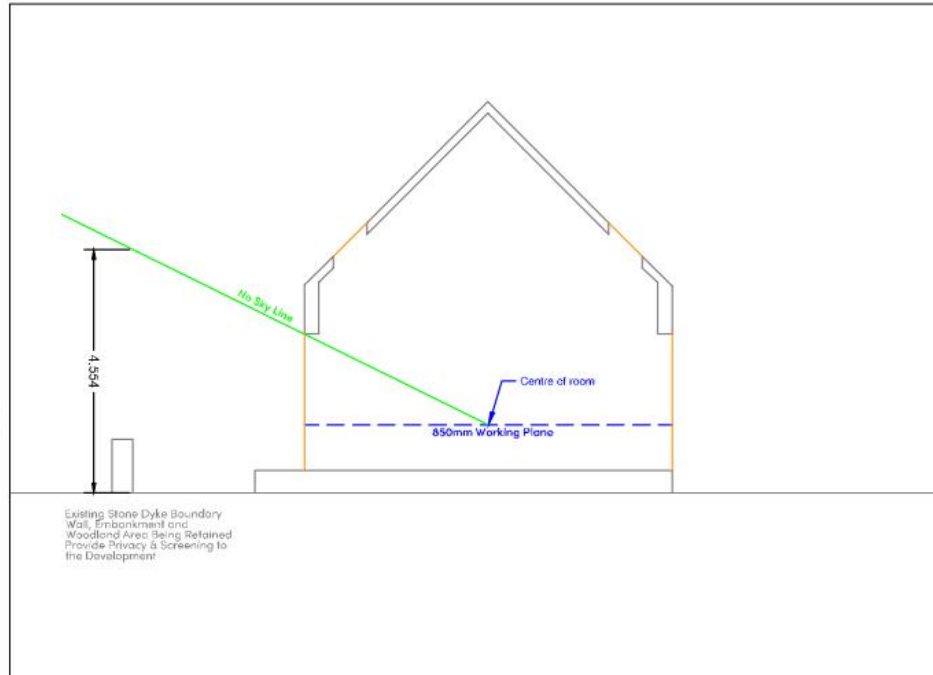 No Sky Line
4.554
Centre of room
850mm Working Plane
Existing Stone Dyke Boundary
Wall, Embankment and
Woodland Area Being Retained
Provide Privacy & Screening to
the Development